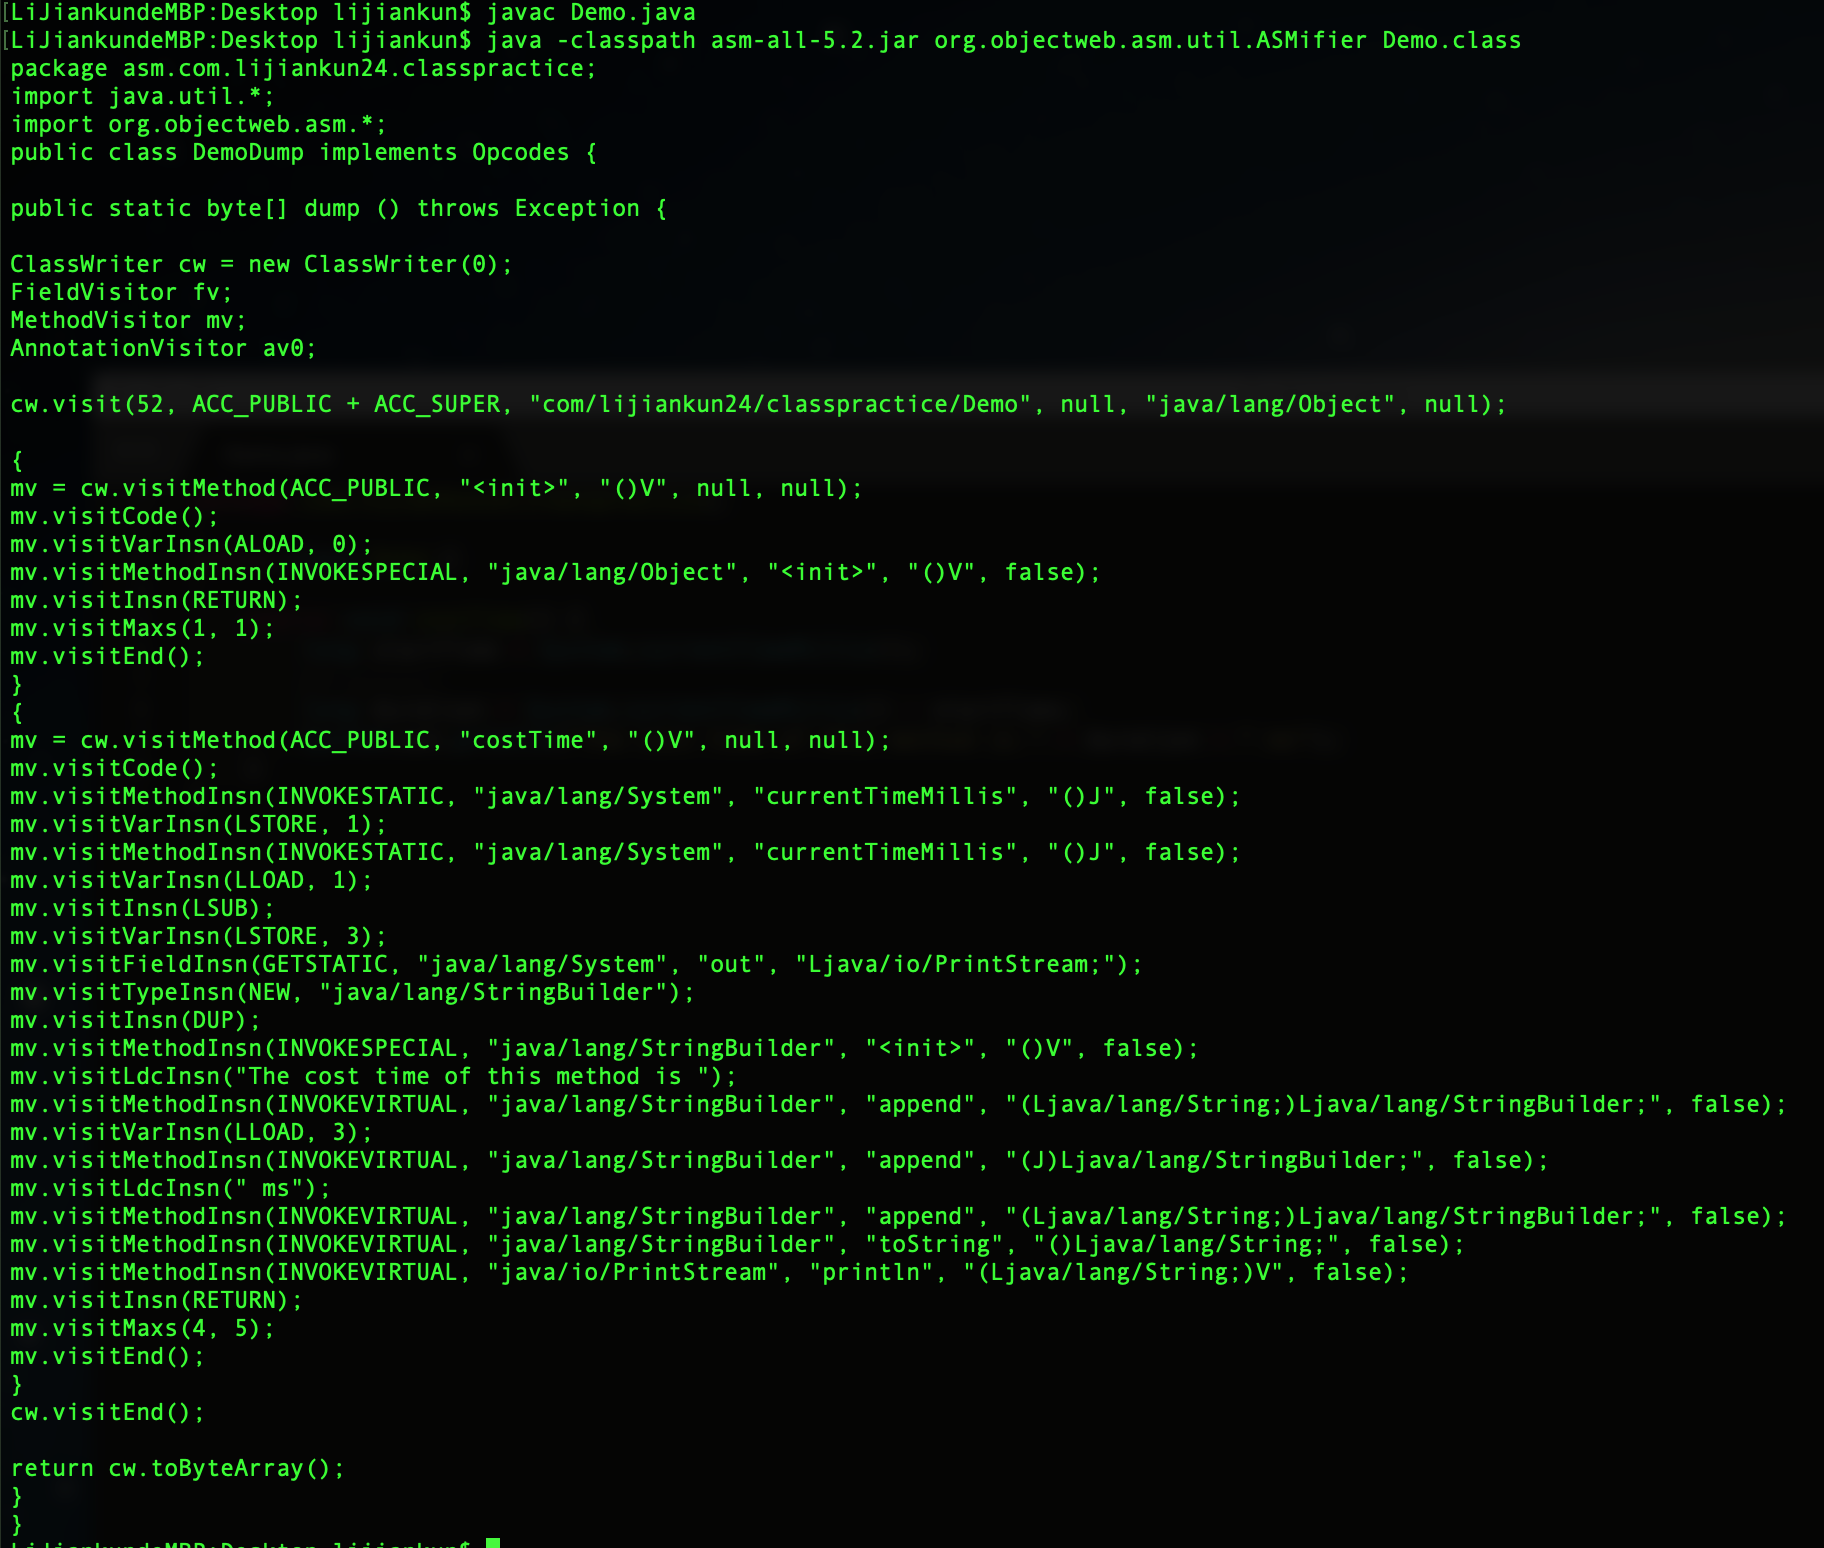 [LiJiankundeMBP:Desktop lijiankun$ javac Demo.java
[LiJiankundeMBP:Desktop lijiankun$ java -classpath asm-all-5.2.jar org.objectweb.asm.util.ASMifier Demo.class
package asm.com.lijiankun24.classpractice;
import java.util.*;
import org.objectweb.asm.*;
public class DemoDump implements Opcodes {
public static byte[] dump () throws Exception {
ClassWriter cw = new ClassWriter(0);
FieldVisitor fv;
MethodVisitor mv;
AnnotationVisitor av0;
cw.visit(52, ACC_PUBLIC + ACC_SUPER, "com/lijiankun24/classpractice/Demo", null, "java/lang/Object", null);
{
mv = cw.visitMethod(ACC_PUBLIC, "<init>", "()V", null, null);
mv.visitCode();
mv.visitVarInsn(ALOAD, 0);
mv.visitMethodInsn(INVOKESPECIAL, "java/lang/Object", "<init>", "()V", false);
mv.visitInsn(RETURN);
mv.visitMaxs(1, 1);
mv.visitEnd();
}
{
mv = cw.visitMethod(ACC_PUBLIC, "costTime", "()V", null, null);
mv.visitCode();
mv.visitMethodInsn(INVOKESTATIC, "java/lang/System", "currentTimeMillis", "()J", false);
mv.visitVarInsn(LSTORE, 1);
mv.visitMethodInsn(INVOKESTATIC, "java/lang/System", "currentTimeMillis", "()J", false);
mv.visitVarInsn(LLOAD, 1);
mv.visitInsn(LSUB);
mv.visitVarInsn(LSTORE, 3);
mv.visitFieldInsn(GETSTATIC, "java/lang/System", "out", "Ljava/io/PrintStream;");
mv.visitTypeInsn(NEW, "java/lang/StringBuilder");
mv.visitInsn(DUP);
mv.visitMethodInsn(INVOKESPECIAL, "java/lang/StringBuilder", "<init>", "()V", false);
mv.visitLdcInsn("The cost time of this method is ");
mv.visitMethodInsn(INVOKEVIRTUAL, "java/lang/StringBuilder", "append", "(Ljava/lang/String;)Ljava/lang/StringBuilder;", false);
mv.visitVarInsn(LLOAD, 3);
mv.visitMethodInsn(INVOKEVIRTUAL, "java/lang/StringBuilder", "append", "(J)Ljava/lang/StringBuilder;", false);
mv.visitLdcInsn(" ms");
mv.visitMethodInsn(INVOKEVIRTUAL, "java/lang/StringBuilder", "append", "(Ljava/lang/String;)Ljava/lang/StringBuilder;", false);
mv.visitMethodInsn(INVOKEVIRTUAL, "java/lang/StringBuilder", "toString", "()Ljava/lang/String;", false);
mv.visitMethodInsn(INVOKEVIRTUAL, "java/io/PrintStream", "println", "(Ljava/lang/String;)V", false);
mv.visitInsn(RETURN);
mv.visitMaxs(4, 5);
mv.visitEnd();
}
cw.visitEnd();
return cw.toByteArray();
}
}
LiJiankundeMBP:Desktop lijiankun$